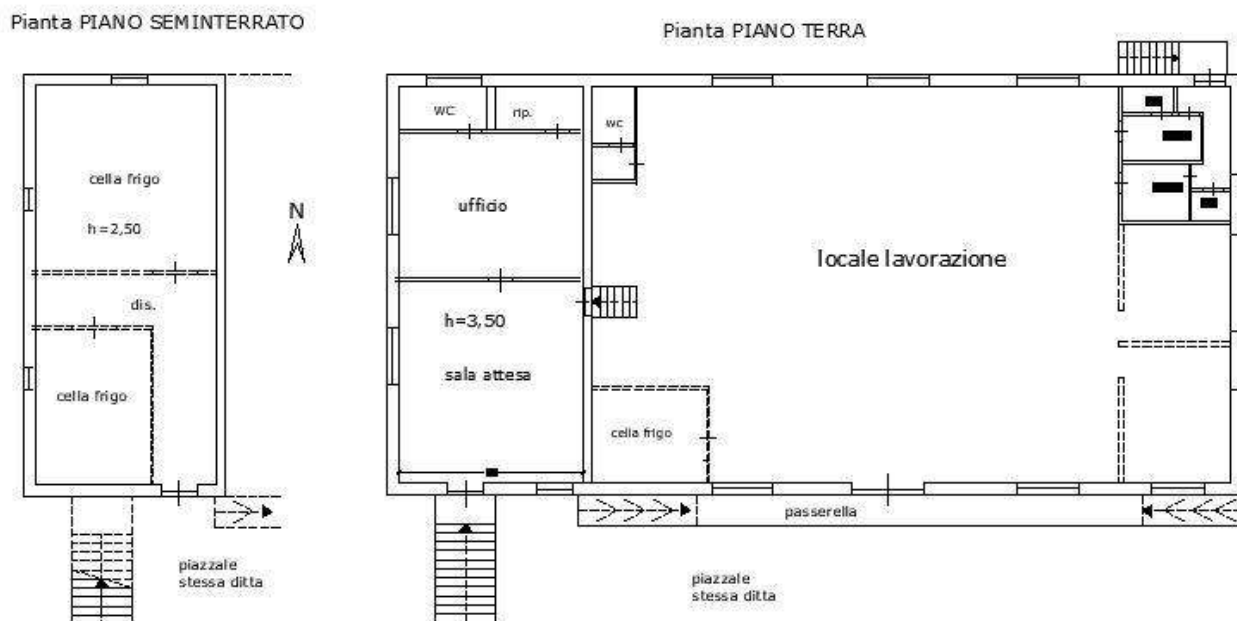 Pianta PIANO SEMINTERRATO
cella frigo
h=2,50
dis.
cella frigo
piazzale
stessa ditta
N
Pianta PIANO TERRA
WC
rip.
wc
ufficio
locale lavorazione
h=3,50
sala attesa
cella frigo
passerella
piazzale
stessa ditta